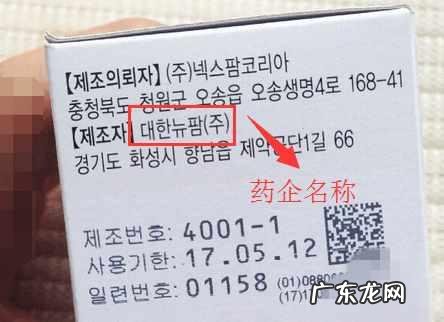 【제조의뢰자】 (주)넥스팜코리아
충청북도 청원군 오송읍 오송생명4로 168-41
【제조자】 대한뉴팜(주)
경기도 화성시 향남읍 제약공단1길 66
药企名称
제조번호: 4001-1
사용기한: 17.05.12
일련번호: 01158
(01)0880
(17)1
广东龙网